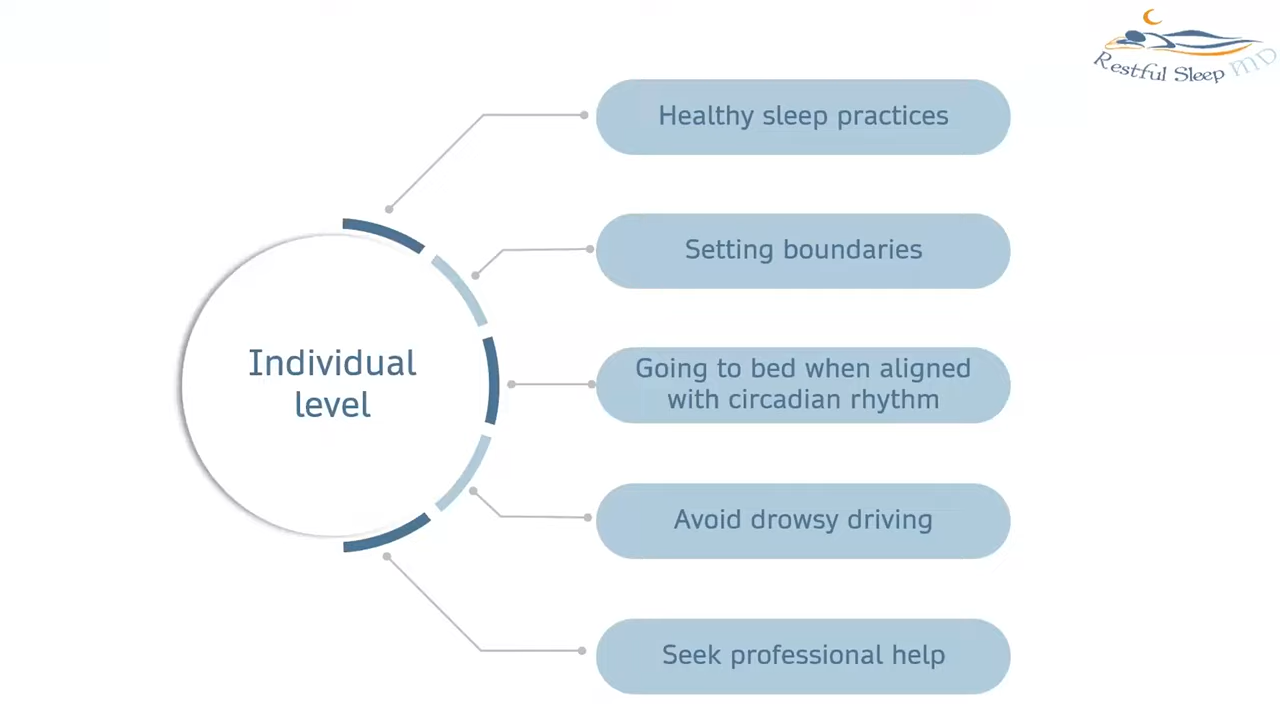 Restful Sleep MD
Healthy sleep practices
Setting boundaries
Individual
level
Going to bed when aligned
with circadian rhythm
Avoid drowsy driving
Seek professional help